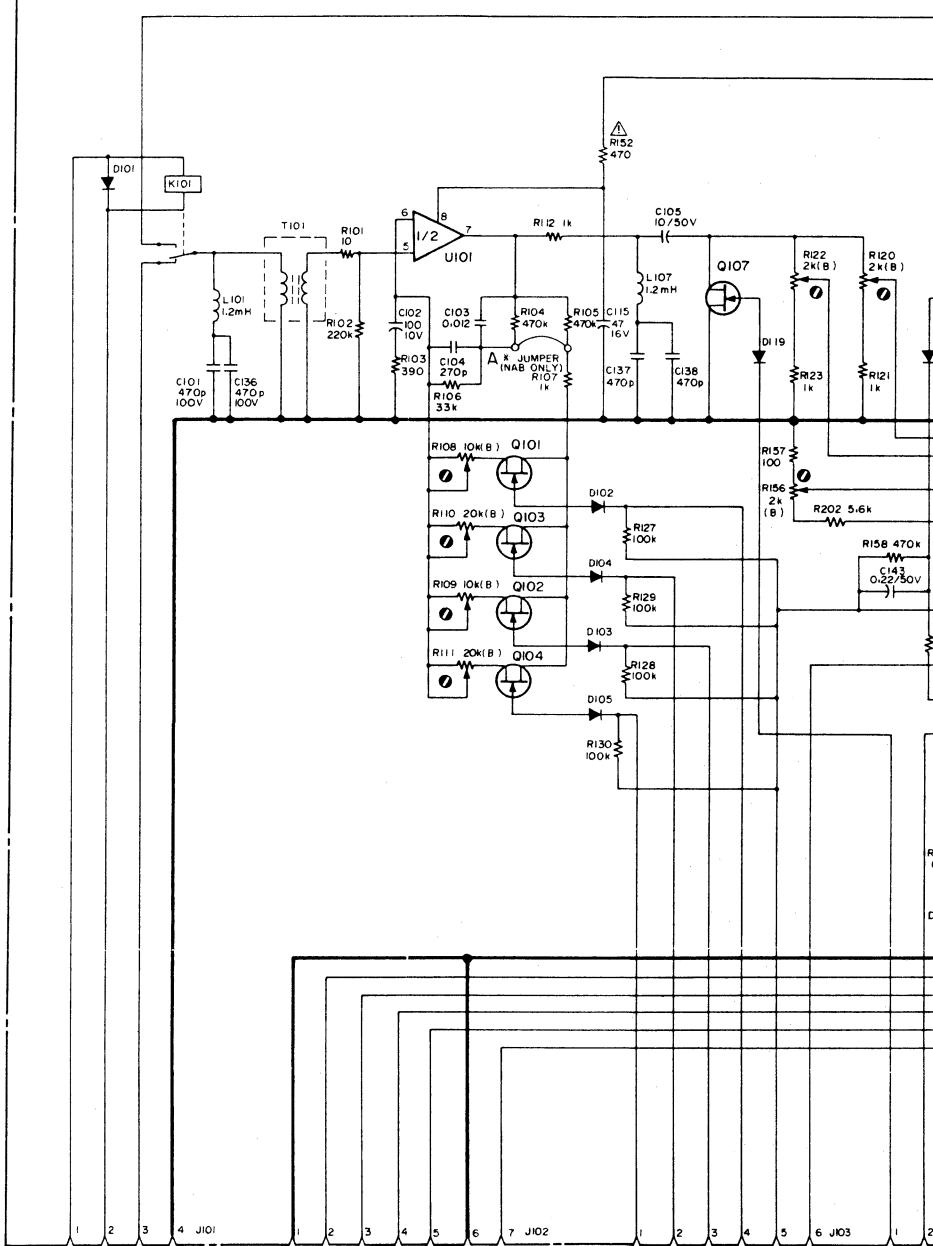 R152
470
D101
K101
T101
R101
10
6
8
1/2
7
5
U101
R112 1k
C105
10/50V
Q107
R122
2k(B)
R120
2k(B)
L101
1.2mH
L107
1.2mH
R102
220k
C102
100
10V
C103
0.012
R104
470k
R105
470k
C115
47
16V
D119
R103
390
C104
270p
A * JUMPER
(NAB ONLY)
R107
1k
R106
33k
C101
470p
100V
C136
470p
100V
C137
470p
C138
470p
R123
1k
R121
1k
R108 10k(B)
Q101
R157
100
R156
2k
(B)
D102
R127
100k
R202 5.6k
R110 20k(B)
Q103
R158 470k
D104
C143
0.22/50V
R129
100k
R109 10k(B)
Q102
D103
R128
100k
R111 20k(B)
Q104
D105
R130
100k
R
D
1
2
3
4
J101
1
2
3
4
5
6
7
J102
1
2
3
4
5
6
J103
1
2